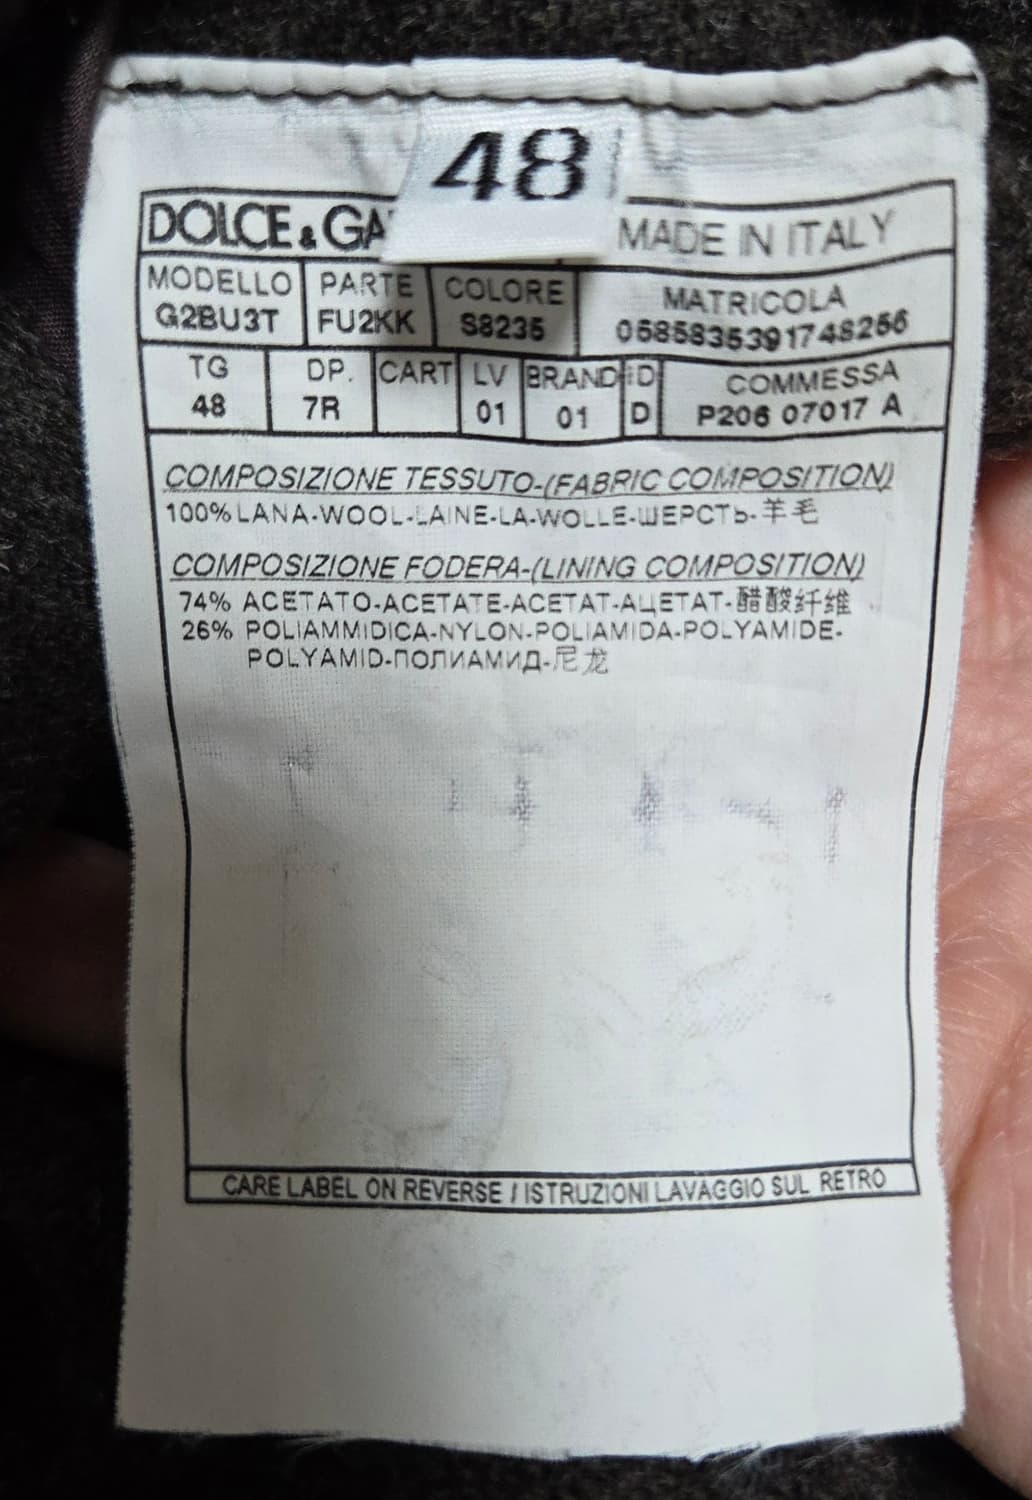 48
DOLCE & GA MADE IN ITALY
MODELLO PARTE COLORE MATRICOLA
G2BU3T FU2KK S8235 0585835391748256
TG DP. CART LV BRAND ID COMMESSA
48 7R 01 01 D P206 07017 A
COMPOSIZIONE TESSUTO-(FABRIC COMPOSITION)
100% LANA-WOOL-LAINE-LA-WOLLE-ШЕРСТЬ-羊毛
COMPOSIZIONE FODERA-(LINING COMPOSITION)
74% ACETATO-ACETATE-ACETAT-АЦЕТАТ-醋酸纤维
26% POLIAMMIDICA-NYLON-POLIAMIDA-POLYAMIDE-
POLYAMID-ПОЛИАМИД-尼龙
CARE LABEL ON REVERSE / ISTRUZIONI LAVAGGIO SUL RETRO